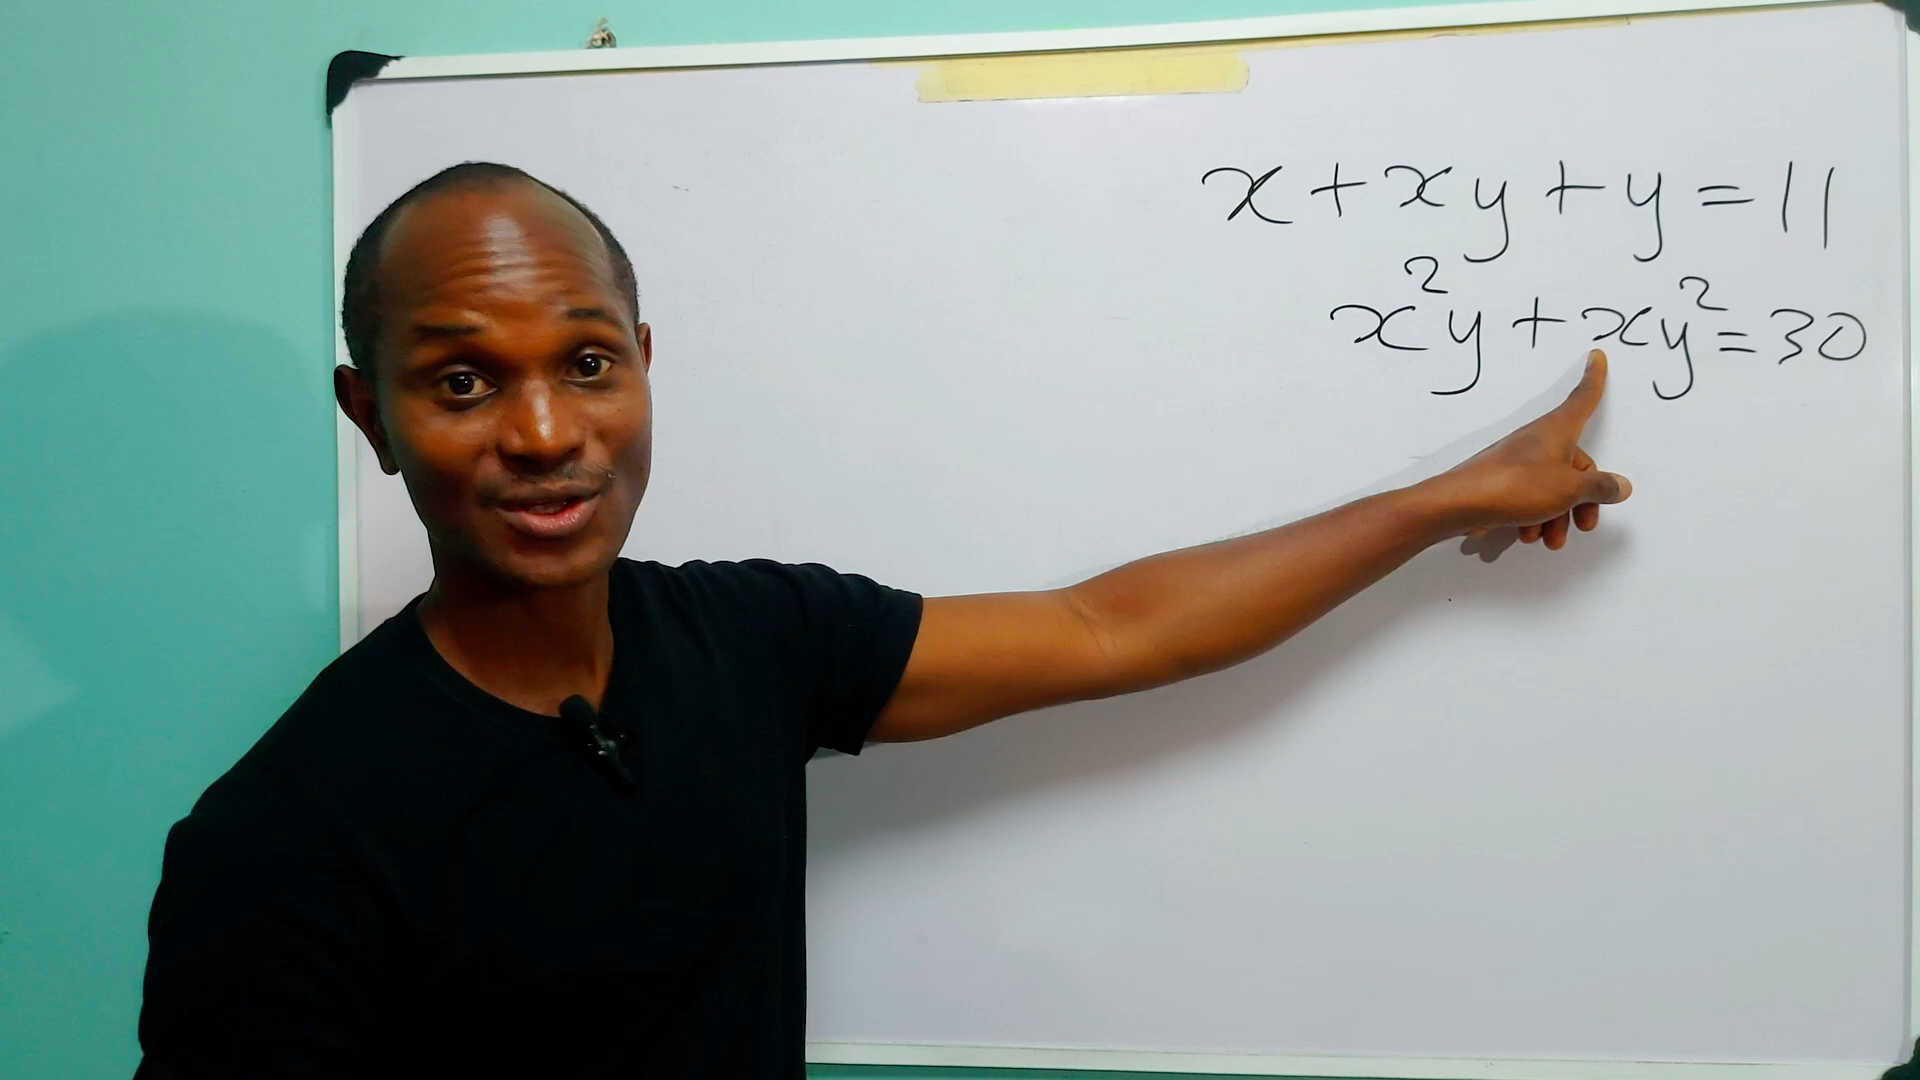 x + xy + y = 11
x²y + xy² = 30